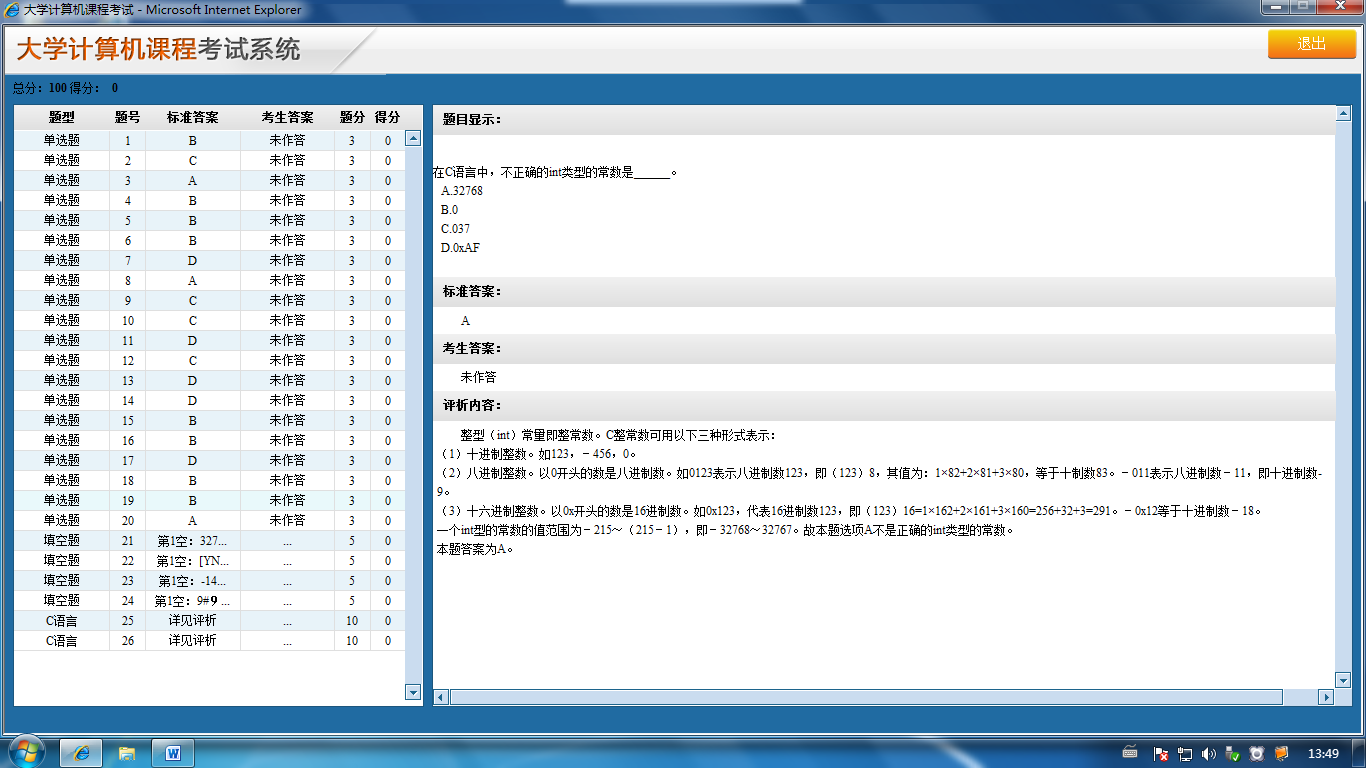 大学计算机课程考试 - Microsoft Internet Explorer
大学计算机课程考试系统
退出
总分：100 得分： 0
题型 题号 标准答案 考生答案 题分 得分
单选题 1 B 未作答 3 0
单选题 2 C 未作答 3 0
单选题 3 A 未作答 3 0
单选题 4 B 未作答 3 0
单选题 5 B 未作答 3 0
单选题 6 B 未作答 3 0
单选题 7 D 未作答 3 0
单选题 8 A 未作答 3 0
单选题 9 C 未作答 3 0
单选题 10 C 未作答 3 0
单选题 11 D 未作答 3 0
单选题 12 C 未作答 3 0
单选题 13 D 未作答 3 0
单选题 14 D 未作答 3 0
单选题 15 B 未作答 3 0
单选题 16 B 未作答 3 0
单选题 17 D 未作答 3 0
单选题 18 B 未作答 3 0
单选题 19 B 未作答 3 0
单选题 20 A 未作答 3 0
填空题 21 第1空：327... ... 5 0
填空题 22 第1空：[YN... ... 5 0
填空题 23 第1空：-14... ... 5 0
填空题 24 第1空：9#9 ... ... 5 0
C语言 25 详见评析 ... 10 0
C语言 26 详见评析 ... 10 0
题目显示：
在C语言中，不正确的int类型的常数是______。
A.32768
B.0
C.037
D.0xAF
标准答案：
A
考生答案：
未作答
评析内容：
整型（int）常量即整常数。C整常数可用以下三种形式表示：
（1）十进制整数。如123，－456，0。
（2）八进制整数。以0开头的数是八进制数。如0123表示八进制数123，即（123）8，其值为：1×82+2×81+3×80，等于十制数83。－011表示八进制数－11，即十进制数-
9。
（3）十六进制整数。以0x开头的数是16进制数。如0x123，代表16进制数123，即（123）16=1×162+2×161+3×160=256+32+3=291。－0x12等于十进制数－18。
一个int型的常数的值范围为－215～（215－1），即－32768～32767。故本题选项A不是正确的int类型的常数。
本题答案为A。
13:49